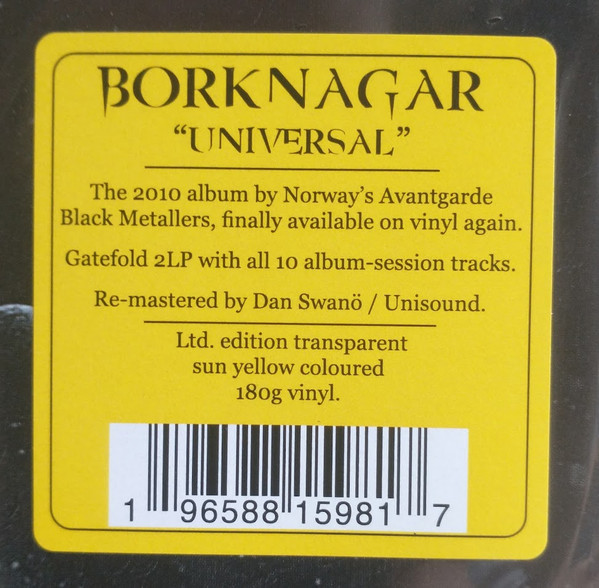 BORKNAGAR
“UNIVERSAL”
The 2010 album by Norway’s Avantgarde
Black Metallers, finally available on vinyl again.
Gatefold 2LP with all 10 album-session tracks.
Re-mastered by Dan Swanö / Unisound.
Ltd. edition transparent
sun yellow coloured
180g vinyl.
1 96588 15981 7